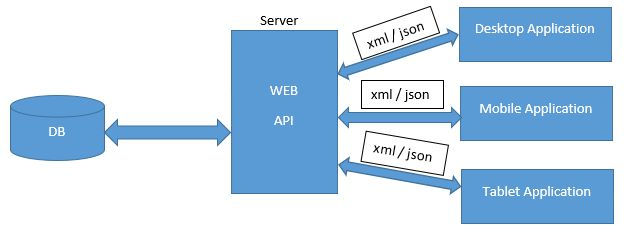 Server
xml / json
Desktop Application
WEB
API
xml / json
Mobile Application
DB
xml / json
Tablet Application